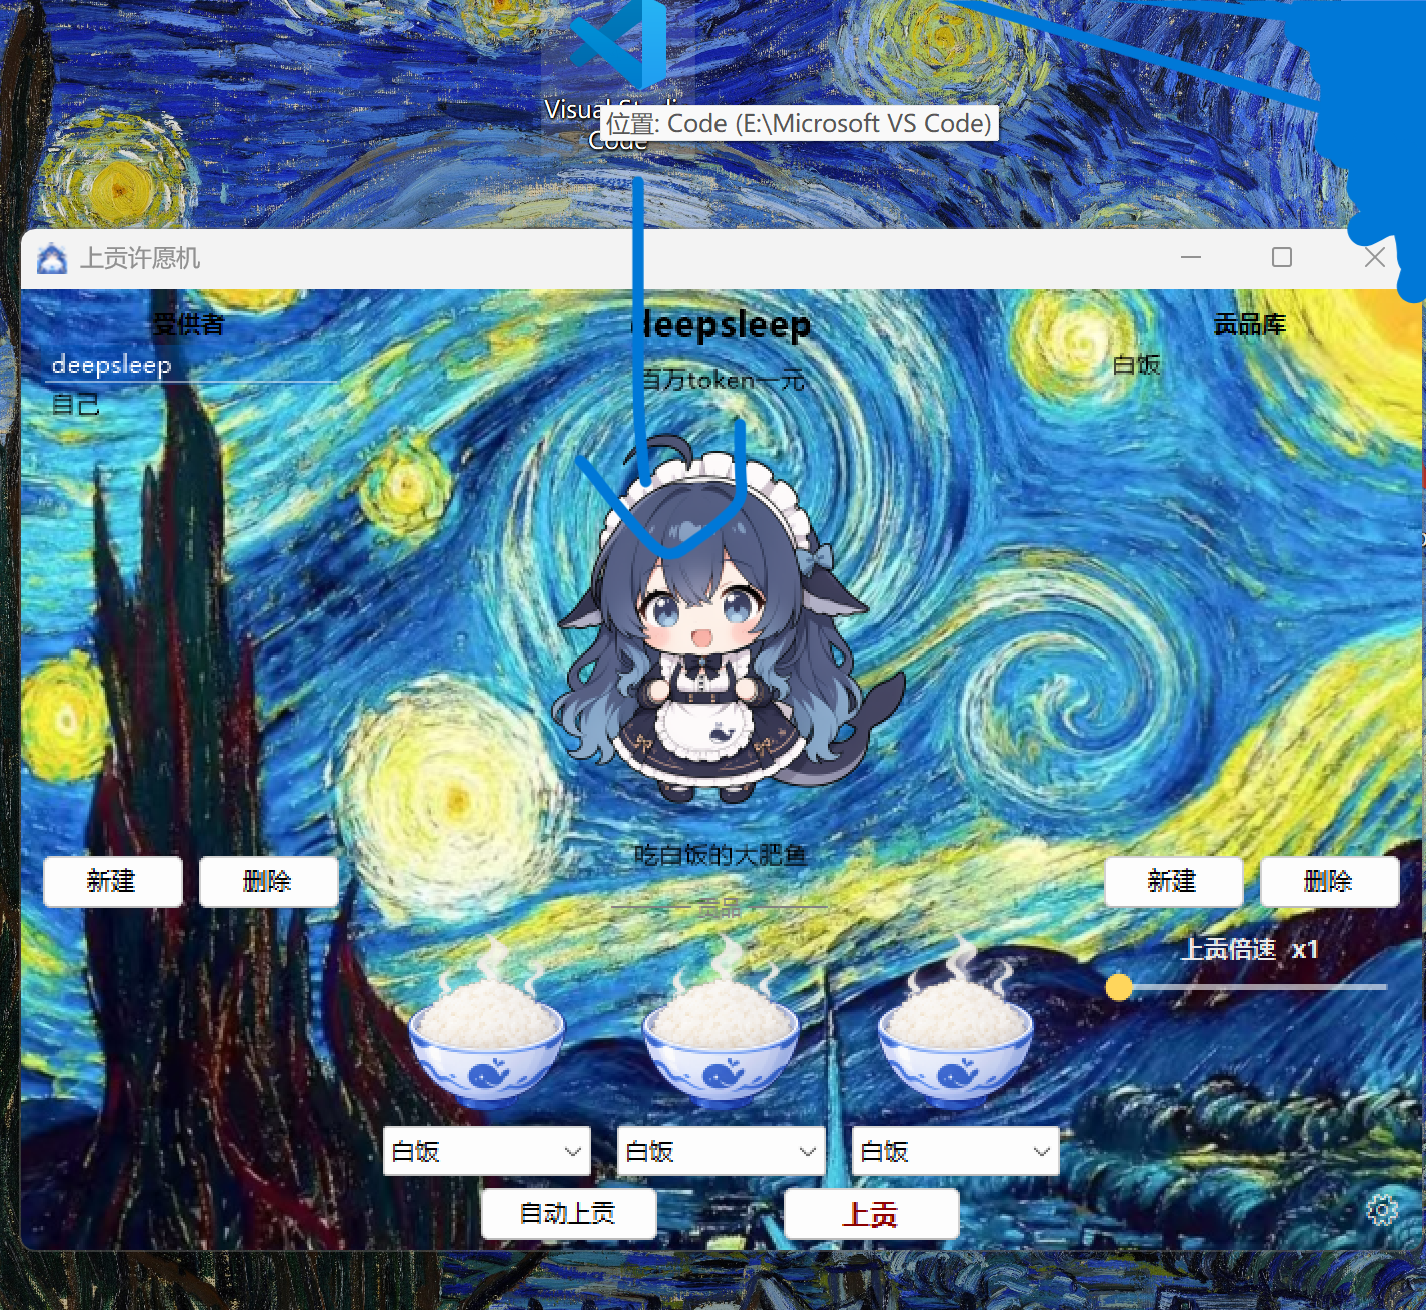 Visual Studio
Code
位置: Code (E:\Microsoft VS Code)
上贡许愿机
受供者
deepsleep
自己
deepsleep
百万token一元
贡品库
白饭
吃白饭的大肥鱼
贡品
新建
删除
新建
删除
上贡倍速 x1
白饭
白饭
白饭
自动上贡
上贡